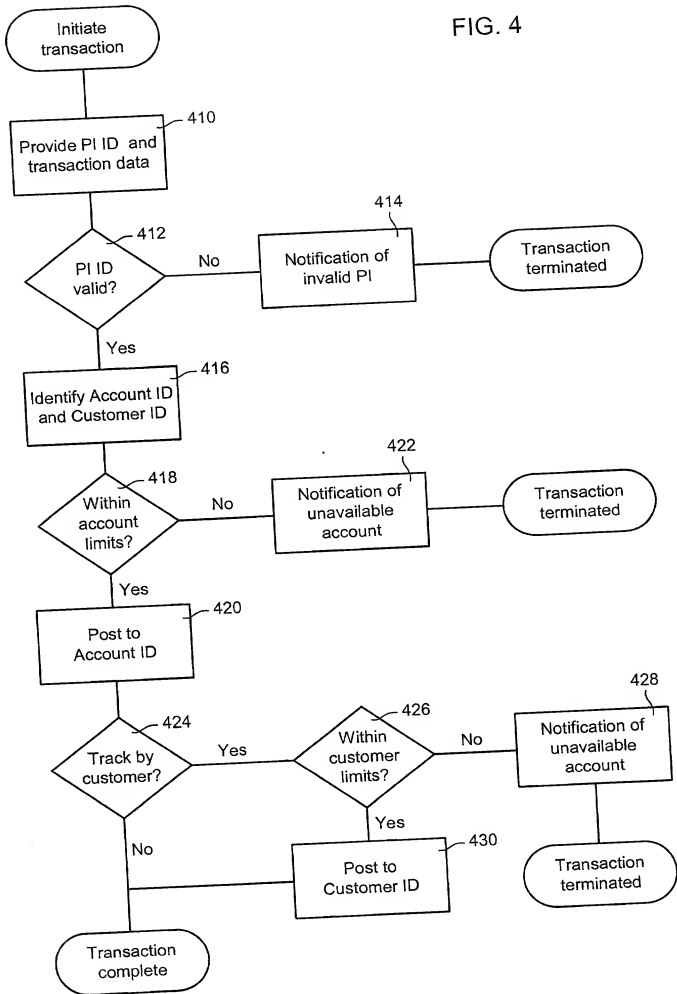 FIG. 4
Initiate
transaction
410
Provide PI ID and
transaction data
412
PI ID
valid?
No
414
Notification of
invalid PI
Transaction
terminated
Yes
416
Identify Account ID
and Customer ID
418
Within
account
limits?
No
422
Notification of
unavailable
account
Transaction
terminated
Yes
420
Post to
Account ID
424
Track by
customer?
Yes
426
Within
customer
limits?
No
428
Notification of
unavailable
account
Transaction
terminated
Yes
430
Post to
Customer ID
No
Transaction
complete